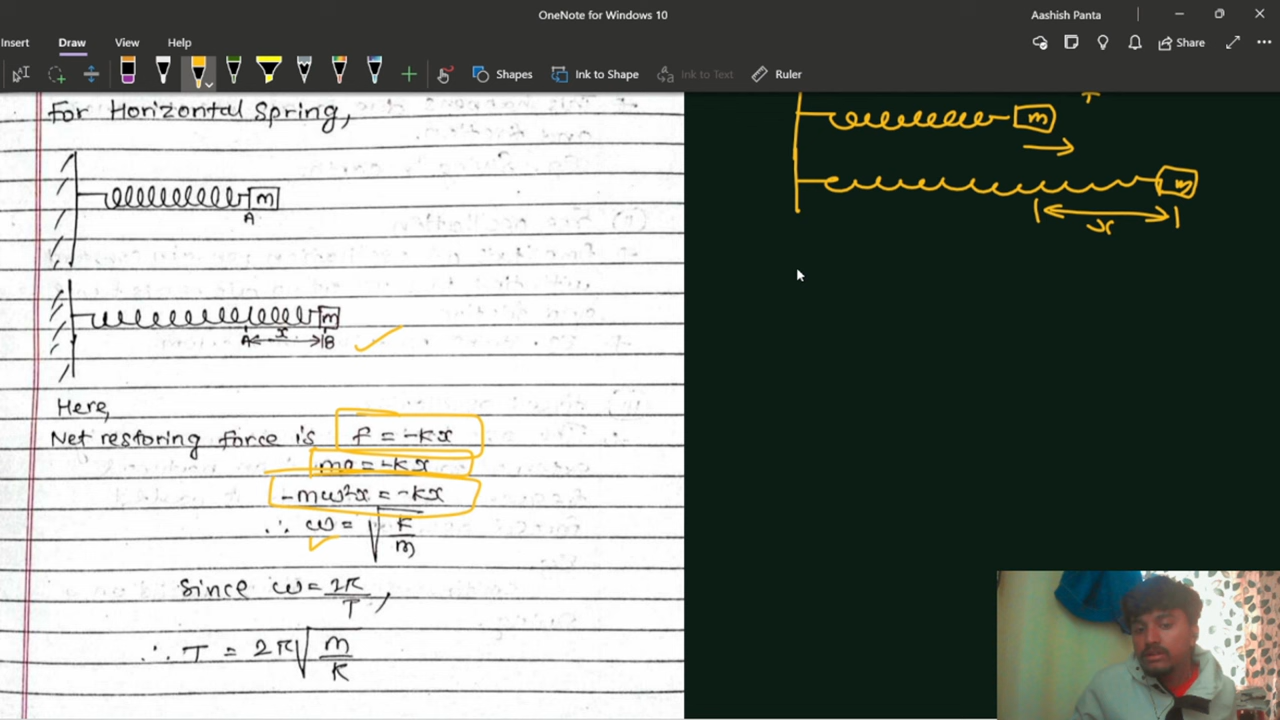 OneNote for Windows 10
Aashish Panta
Insert
Draw
View
Help
Shapes
Ink to Shape
Ink to Text
Ruler
Share
For Horizontal Spring,
m
A
m
A x B
Here,
Net restoring force is f = -kx
ma = -kx
-mω²x = -kx
∴ ω = √k/m
Since ω = 2π/T,
∴ T = 2π√m/k
T
m
m
x